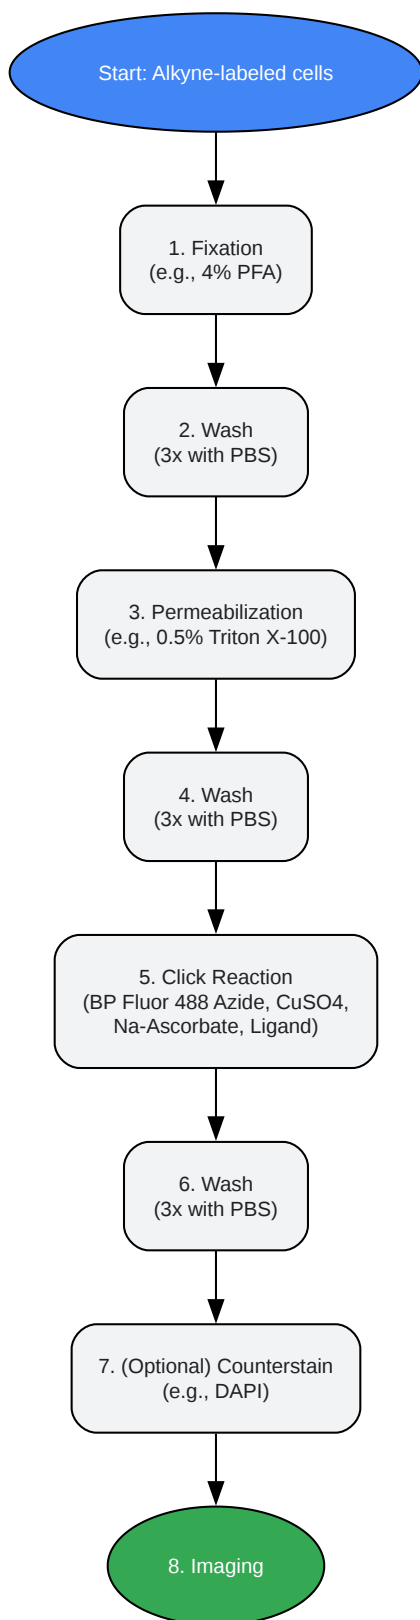 Start: Alkyne-labeled cells
1. Fixation
(e.g., 4% PFA)
2. Wash
(3x with PBS)
3. Permeabilization
(e.g., 0.5% Triton X-100)
4. Wash
(3x with PBS)
5. Click Reaction
(BP Fluor 488 Azide, CuSO4,
Na-Ascorbate, Ligand)
6. Wash
(3x with PBS)
7. (Optional) Counterstain
(e.g., DAPI)
8. Imaging